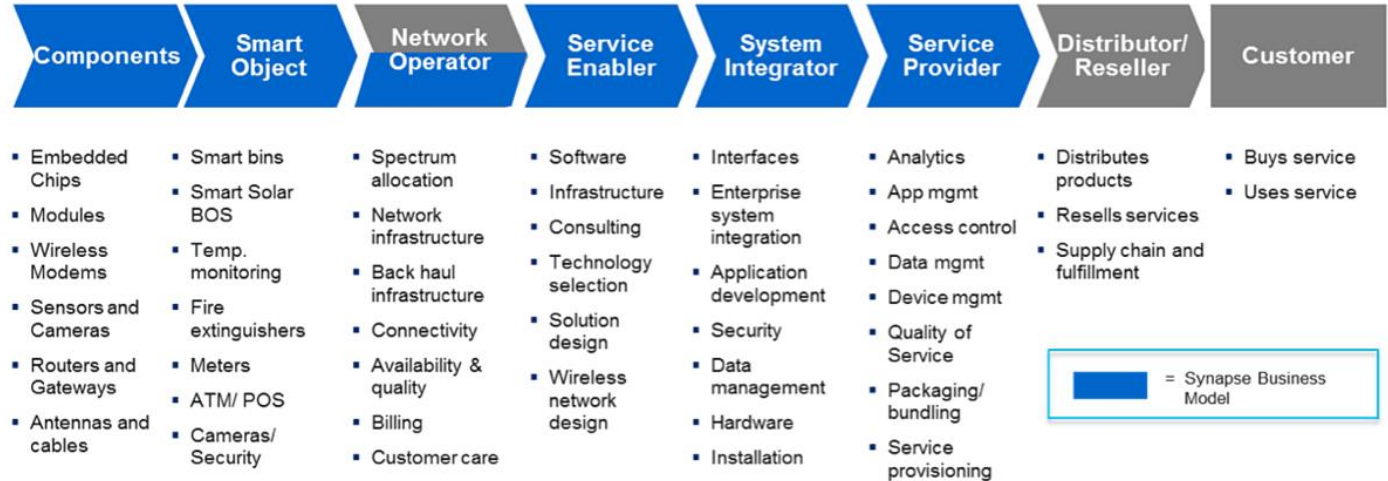 Components
Smart
Object
Network
Operator
Service
Enabler
System
Integrator
Service
Provider
Distributor/
Reseller
Customer
▪ Embedded
Chips
▪ Modules
▪ Wireless
Modems
▪ Sensors and
Cameras
▪ Routers and
Gateways
▪ Antennas and
cables
▪ Smart bins
▪ Smart Solar
BOS
▪ Temp.
monitoring
▪ Fire
extinguishers
▪ Meters
▪ ATM/ POS
▪ Cameras/
Security
▪ Spectrum
allocation
▪ Network
infrastructure
▪ Back haul
infrastructure
▪ Connectivity
▪ Availability &
quality
▪ Billing
▪ Customer care
▪ Software
▪ Infrastructure
▪ Consulting
▪ Technology
selection
▪ Solution
design
▪ Wireless
network
design
▪ Interfaces
▪ Enterprise
system
integration
▪ Application
development
▪ Security
▪ Data
management
▪ Hardware
▪ Installation
▪ Analytics
▪ App mgmt
▪ Access control
▪ Data mgmt
▪ Device mgmt
▪ Quality of
Service
▪ Packaging/
bundling
▪ Service
provisioning
▪ Distributes
products
▪ Resells services
▪ Supply chain and
fulfillment
▪ Buys service
▪ Uses service
= Synapse Business
Model